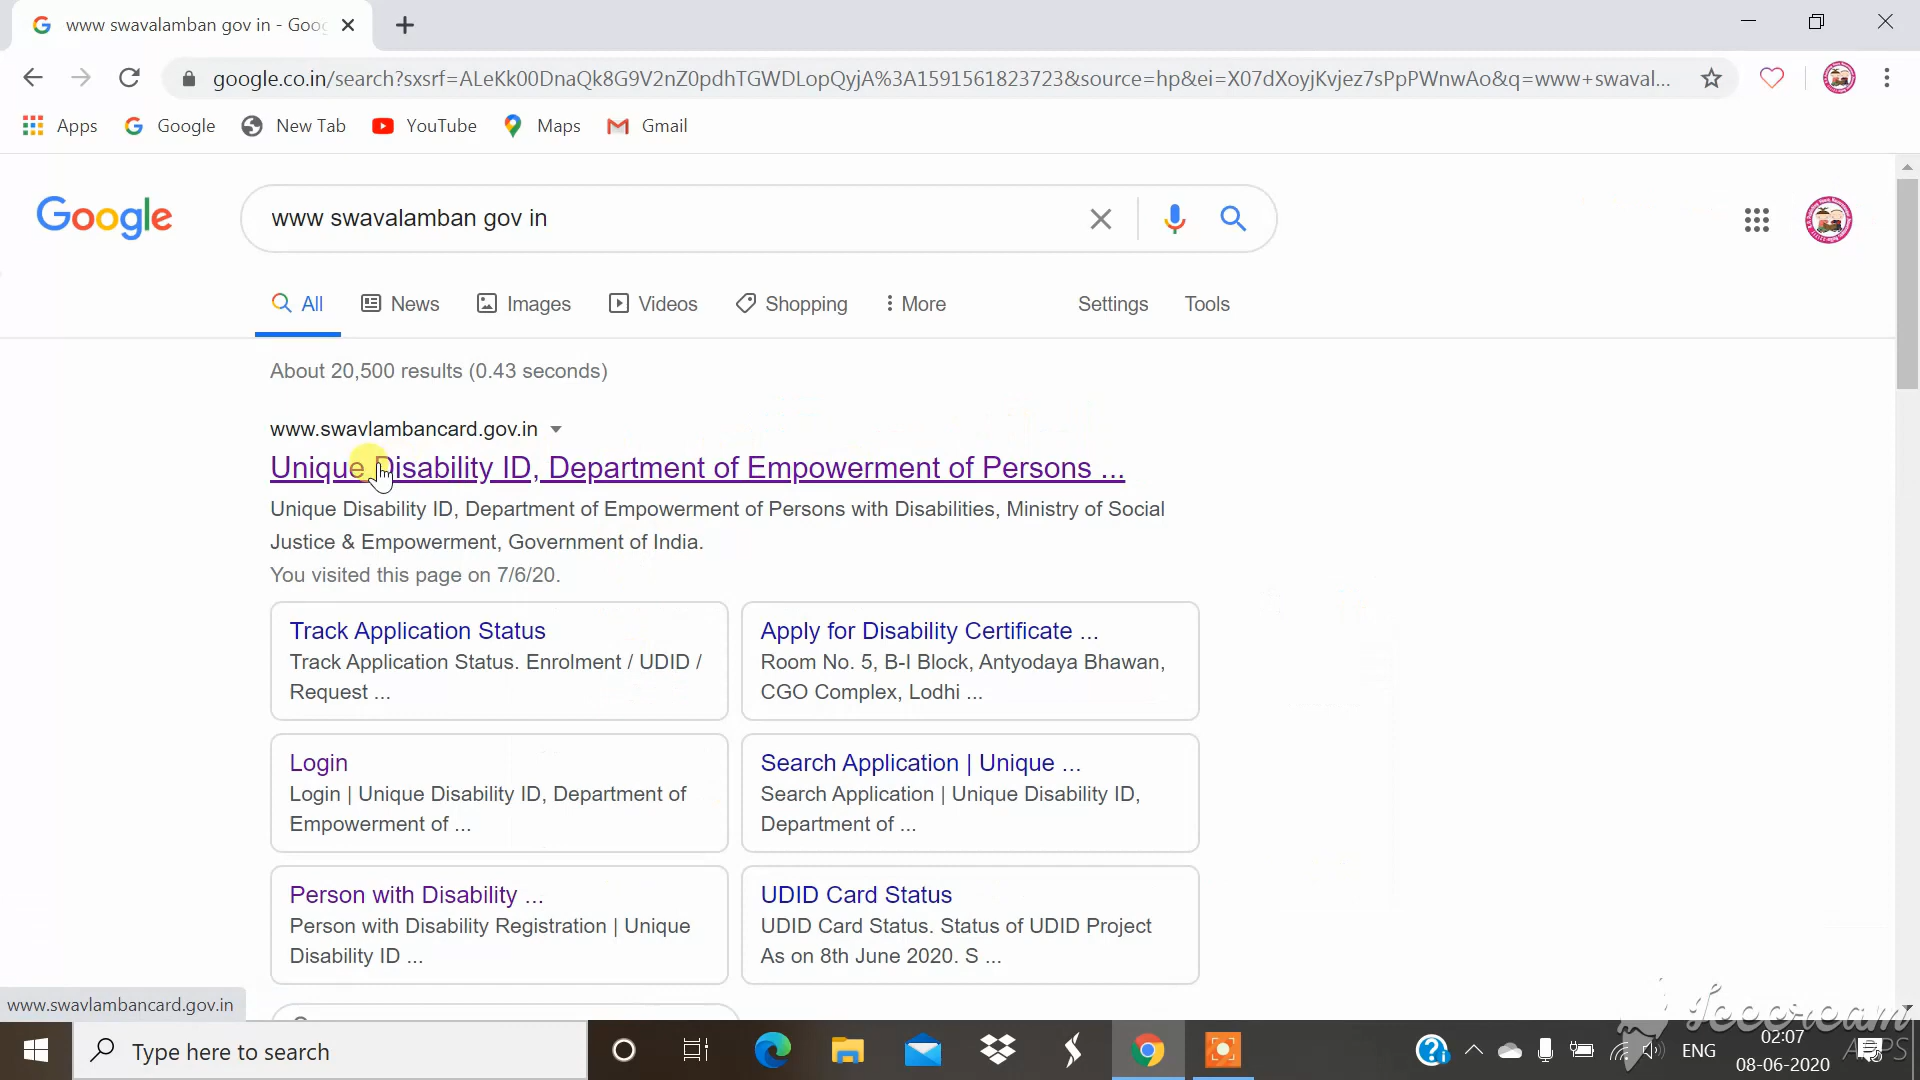 www swavalamban gov in - Goog
google.co.in/search?sxsrf=ALeKk00DnaQk8G9V2nZ0pdhTGWDLopQyjA%3A1591561823723&source=hp&ei=X07dXoyjKvjez7sPpPWnwAo&q=www+swaval...
Apps Google New Tab YouTube Maps Gmail
Google
www swavalamban gov in
All News Images Videos Shopping More Settings Tools
About 20,500 results (0.43 seconds)
www.swavlambancard.gov.in
Unique Disability ID, Department of Empowerment of Persons ...
Unique Disability ID, Department of Empowerment of Persons with Disabilities, Ministry of Social
Justice & Empowerment, Government of India.
You visited this page on 7/6/20.
Track Application Status
Track Application Status. Enrolment / UDID /
Request ...
Apply for Disability Certificate ...
Room No. 5, B-I Block, Antyodaya Bhawan,
CGO Complex, Lodhi ...
Login
Login | Unique Disability ID, Department of
Empowerment of ...
Search Application | Unique ...
Search Application | Unique Disability ID,
Department of ...
Person with Disability ...
Person with Disability Registration | Unique
Disability ID ...
UDID Card Status
UDID Card Status. Status of UDID Project
As on 8th June 2020. S ...
www.swavlambancard.gov.in
Icecream
APPS
Type here to search
ENG
02:07
08-06-2020